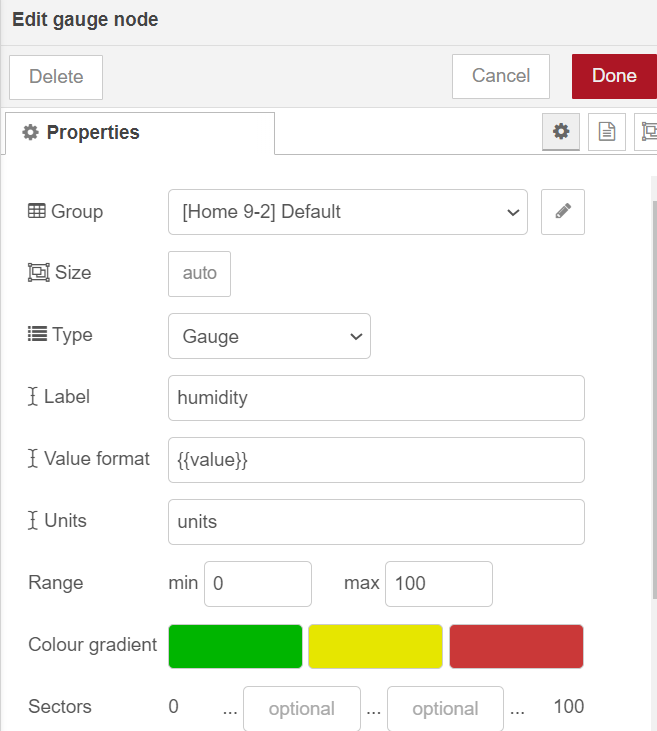 Edit gauge node
Delete Cancel Done
Properties
Group [Home 9-2] Default
Size auto
Type Gauge
Label humidity
Value format {{value}}
Units units
Range min 0 max 100
Colour gradient
Sectors 0 ... optional ... optional ... 100